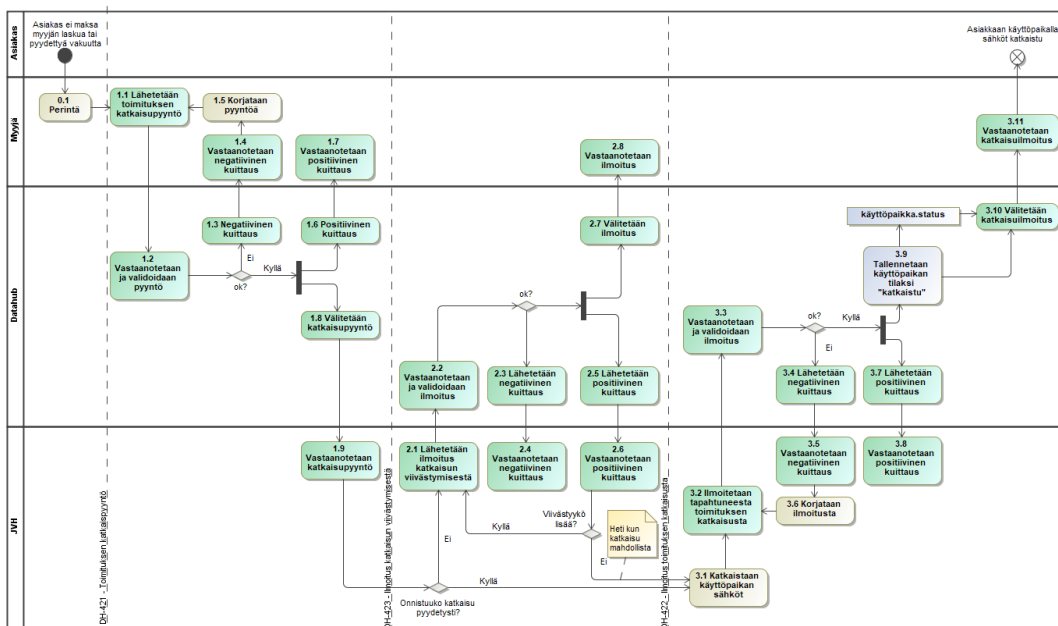 Asiakas
Asiakas ei maksa
myyjän laskua tai
pyydettyä vakuutta
Asiakkaan käyttöpaikalla
sähköt katkaistu
Myyjä
0.1
Perintä
1.1 Lähetetään
toimituksen
katkaisupyyntö
1.5 Korjataan
pyyntöä
1.4
Vastaanotetaan
negatiivinen
kuittaus
1.7
Vastaanotetaan
positiivinen
kuittaus
2.8
Vastaanotetaan
ilmoitus
3.11
Vastaanotetaan
katkaisuilmoitus
Datahub
1.2
Vastaanotetaan
ja validoidaan
pyyntö
1.3 Negatiivinen
kuittaus
Ei
ok?
Kyllä
1.6 Positiivinen
kuittaus
1.8 Välitetään
katkaisupyyntö
2.2
Vastaanotetaan
ja validoidaan
ilmoitus
ok?
2.3 Lähetetään
negatiivinen
kuittaus
2.7 Välitetään
ilmoitus
2.5 Lähetetään
positiivinen
kuittaus
3.3
Vastaanotetaan
ja validoidaan
ilmoitus
ok?
Kyllä
Ei
3.4 Lähetetään
negatiivinen
kuittaus
käyttöpaikka.status
3.9
Tallennetaan
käyttöpaikan
tilaksi
"katkaistu"
3.10 Välitetään
katkaisuilmoitus
3.7 Lähetetään
positiivinen
kuittaus
JVH
1.9
Vastaanotetaan
katkaisupyyntö
2.1 Lähetetään
ilmoitus
katkaisun
viivästymisestä
2.4
Vastaanotetaan
negatiivinen
kuittaus
2.6
Vastaanotetaan
positiivinen
kuittaus
Viivästyykö
lisää?
Kyllä
Ei
Heti kun
katkaisu
mahdollista
Ei
Kyllä
Onnistuuko katkaisu
pyydetysti?
3.1 Katkaistaan
käyttöpaikan
sähköt
3.2 Ilmoitetaan
tapahtuneesta
toimituksen
katkaisusta
3.5
Vastaanotetaan
negatiivinen
kuittaus
3.6 Korjataan
ilmoitusta
3.8
Vastaanotetaan
positiivinen
kuittaus
DH-421 - Toimituksen katkaisupyyntö
DH-423 - Ilmoitus katkaisun viivästymisestä
DH-422 - Ilmoitus toimituksen katkaisusta